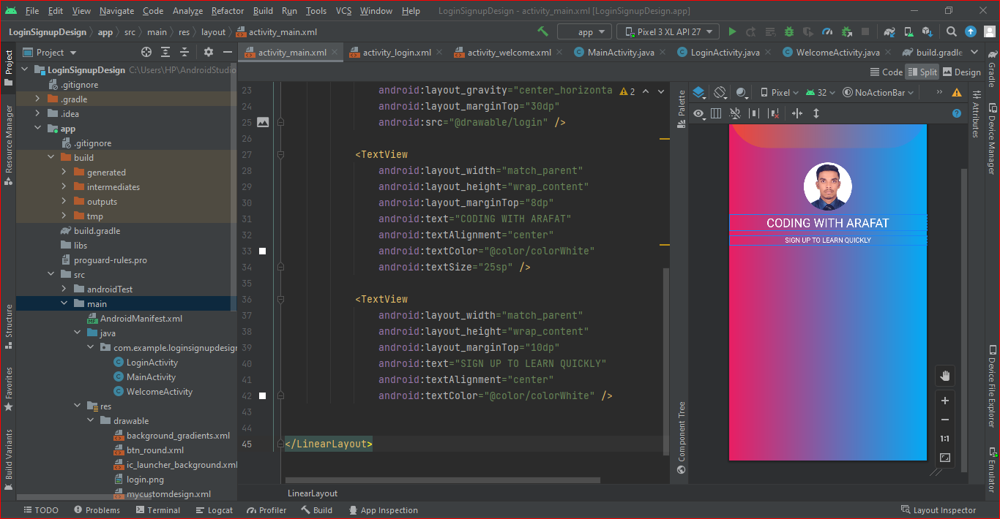 File Edit View Navigate Code Analyze Refactor Build Run Tools VCS Window Help LoginSignupDesign - activity_main.xml [LoginSignupDesign.app]
LoginSignupDesign app src main res layout activity_main.xml app Pixel 3 XL API 27
Project
activity_main.xml activity_login.xml activity_welcome.xml MainActivity.java LoginActivity.java WelcomeActivity.java build.gradle
Code Split Design
Project
Resource Manager
Structure
Favorites
Build Variants
LoginSignupDesign C:\Users\HP\AndroidStudio
.gitignore
.gradle
.idea
app
.gitignore
build
generated
intermediates
outputs
tmp
build.gradle
libs
proguard-rules.pro
src
androidTest
main
AndroidManifest.xml
java
com.example.loginsignupdesign
LoginActivity
MainActivity
WelcomeActivity
res
drawable
background_gradients.xml
btn_round.xml
ic_launcher_background.xml
login.png
mycustomdesign.xml
23 android:layout_gravity="center_horizonta 2
24 android:layout_marginTop="30dp"
25 android:src="@drawable/login" />
26
27 <TextView
28 android:layout_width="match_parent"
29 android:layout_height="wrap_content"
30 android:layout_marginTop="8dp"
31 android:text="CODING WITH ARAFAT"
32 android:textAlignment="center"
33 android:textColor="@color/colorWhite"
34 android:textSize="25sp" />
35
36 <TextView
37 android:layout_width="match_parent"
38 android:layout_height="wrap_content"
39 android:layout_marginTop="10dp"
40 android:text="SIGN UP TO LEARN QUICKLY"
41 android:textAlignment="center"
42 android:textColor="@color/colorWhite" />
43
44
45 </LinearLayout>
LinearLayout
Palette
Component Tree
Pixel 32 NoActionBar
CODING WITH ARAFAT
SIGN UP TO LEARN QUICKLY
1:1
Attributes
Gradle
Device Manager
Device File Explorer
Emulator
TODO Problems Terminal Logcat Profiler Build App Inspection Layout Inspector